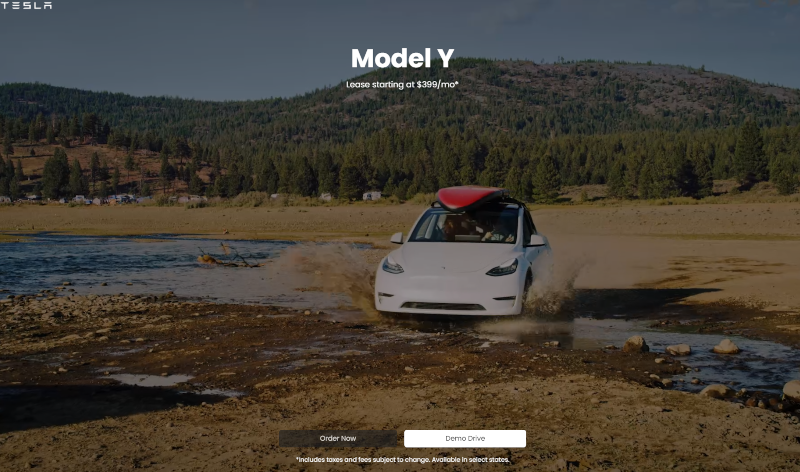 TESLA
Model Y
Lease starting at $399/mo*
Order Now
Demo Drive
*Includes taxes and fees subject to change. Available in select states.